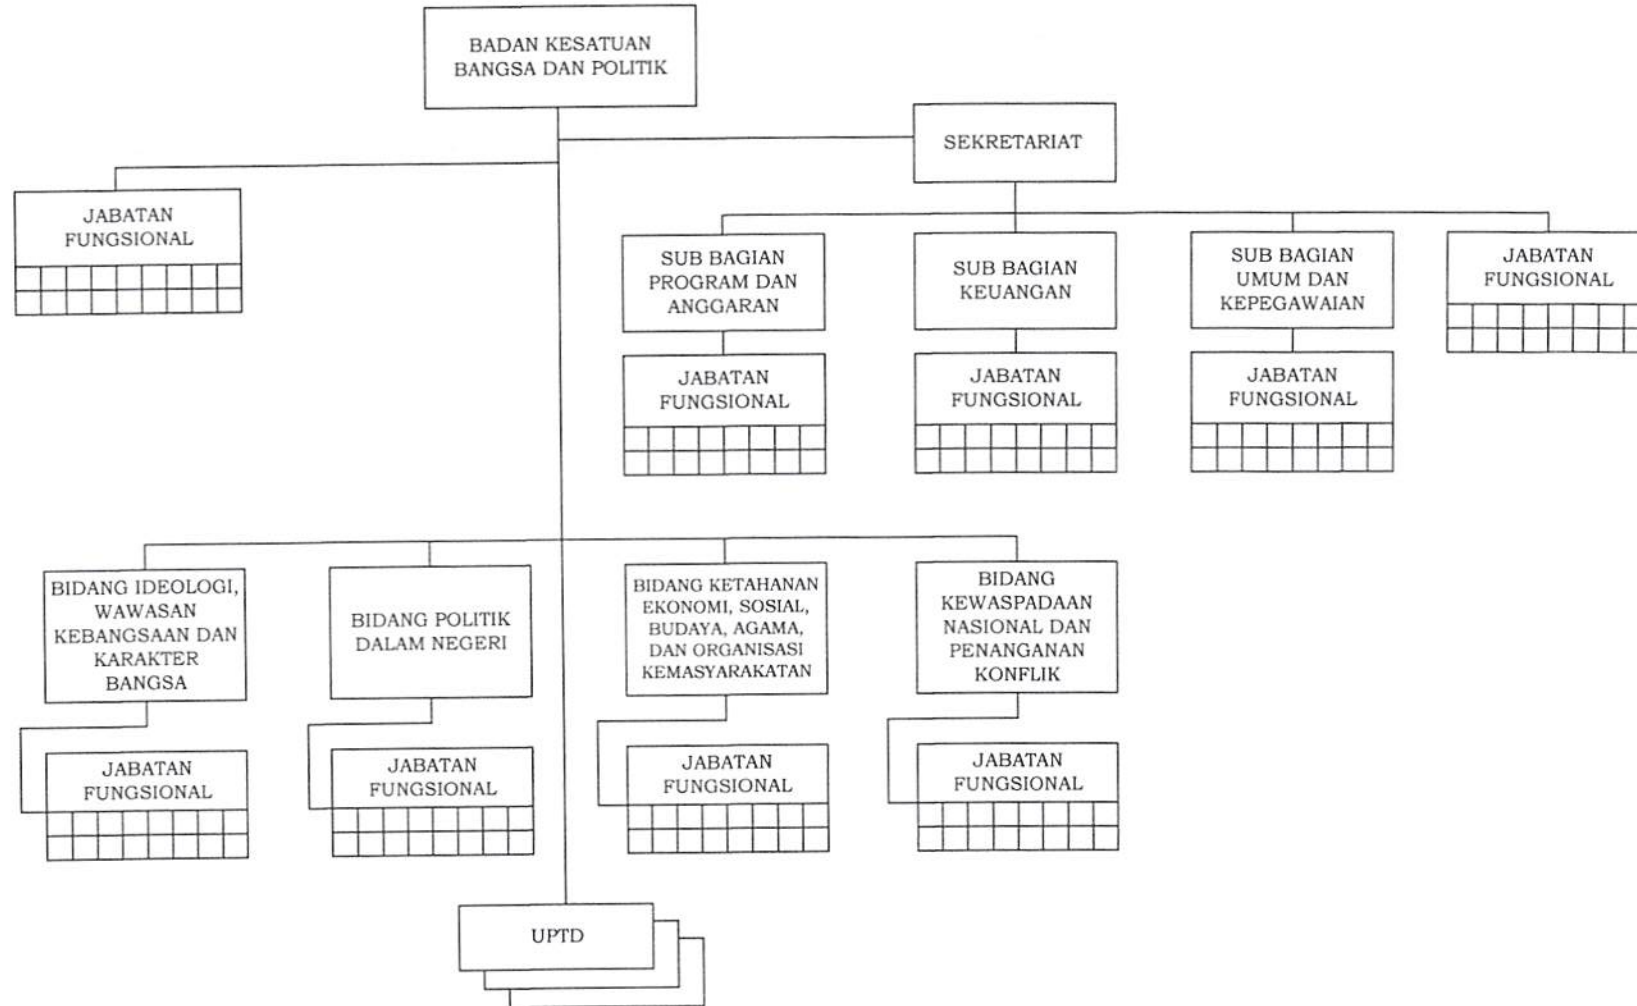 BADAN KESATUAN
BANGSA DAN POLITIK
SEKRETARIAT
JABATAN
FUNGSIONAL
SUB BAGIAN
PROGRAM DAN
ANGGARAN
SUB BAGIAN
KEUANGAN
SUB BAGIAN
UMUM DAN
KEPEGAWAIAN
JABATAN
FUNGSIONAL
JABATAN
FUNGSIONAL
JABATAN
FUNGSIONAL
JABATAN
FUNGSIONAL
BIDANG IDEOLOGI,
WAWASAN
KEBANGSAAN DAN
KARAKTER
BANGSA
BIDANG POLITIK
DALAM NEGERI
BIDANG KETAHANAN
EKONOMI, SOSIAL,
BUDAYA, AGAMA,
DAN ORGANISASI
KEMASYARAKATAN
BIDANG
KEWASPADAAN
NASIONAL DAN
PENANGANAN
KONFLIK
JABATAN
FUNGSIONAL
JABATAN
FUNGSIONAL
JABATAN
FUNGSIONAL
JABATAN
FUNGSIONAL
UPTD